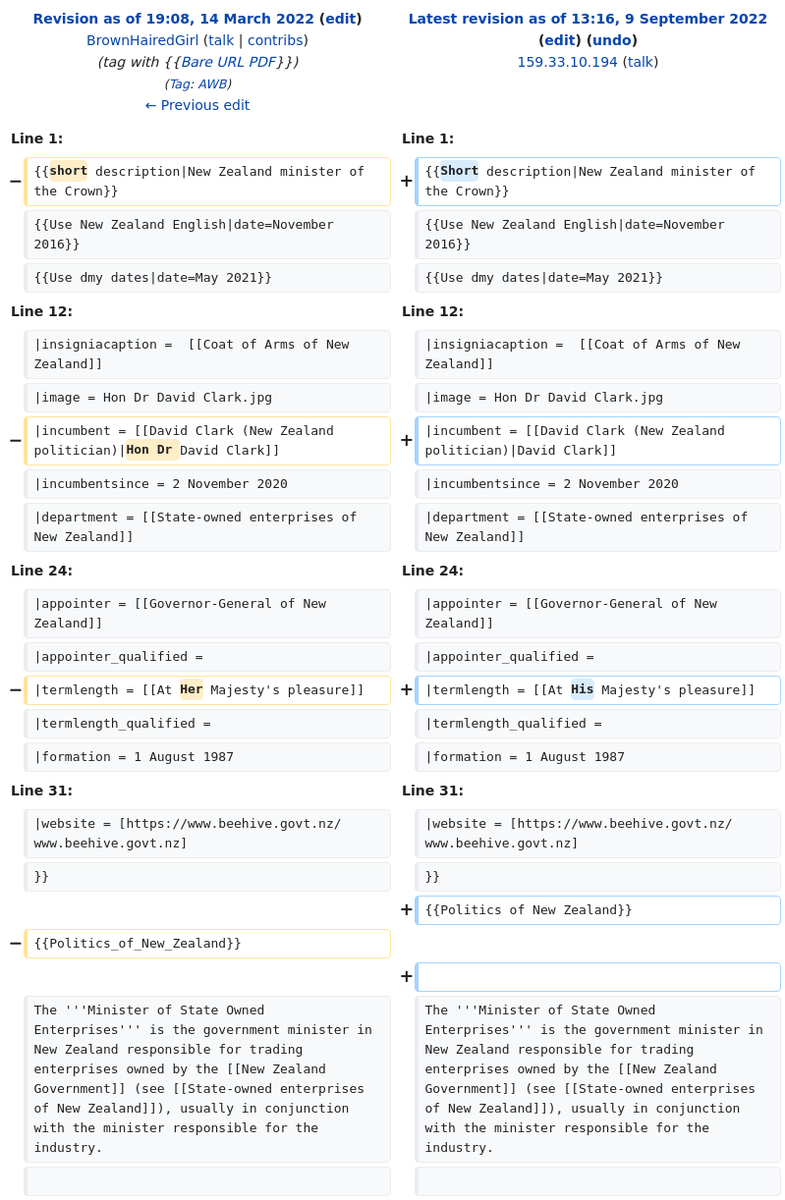 Revision as of 19:08, 14 March 2022 (edit)
BrownHairedGirl (talk | contribs)
(tag with {{Bare URL PDF}})
(Tag: AWB)
← Previous edit
Latest revision as of 13:16, 9 September 2022
(edit) (undo)
159.33.10.194 (talk)
Line 1:
Line 1:
− {{short description|New Zealand minister of
the Crown}}
+ {{Short description|New Zealand minister of
the Crown}}
{{Use New Zealand English|date=November
2016}}
{{Use New Zealand English|date=November
2016}}
{{Use dmy dates|date=May 2021}}
{{Use dmy dates|date=May 2021}}
Line 12:
Line 12:
|insigniacaption =  [[Coat of Arms of New
Zealand]]
|insigniacaption =  [[Coat of Arms of New
Zealand]]
|image = Hon Dr David Clark.jpg
|image = Hon Dr David Clark.jpg
− |incumbent = [[David Clark (New Zealand
politician)|Hon Dr David Clark]]
+ |incumbent = [[David Clark (New Zealand
politician)|David Clark]]
|incumbentsince = 2 November 2020
|incumbentsince = 2 November 2020
|department = [[State-owned enterprises of
New Zealand]]
|department = [[State-owned enterprises of
New Zealand]]
Line 24:
Line 24:
|appointer = [[Governor-General of New
Zealand]]
|appointer = [[Governor-General of New
Zealand]]
|appointer_qualified =
|appointer_qualified =
− |termlength = [[At Her Majesty's pleasure]]
+ |termlength = [[At His Majesty's pleasure]]
|termlength_qualified =
|termlength_qualified =
|formation = 1 August 1987
|formation = 1 August 1987
Line 31:
Line 31:
|website = [https://www.beehive.govt.nz/
www.beehive.govt.nz]
|website = [https://www.beehive.govt.nz/
www.beehive.govt.nz]
}}
}}
+ {{Politics of New Zealand}}
− {{Politics_of_New_Zealand}}
+
The '''Minister of State Owned
Enterprises''' is the government minister in
New Zealand responsible for trading
enterprises owned by the [[New Zealand
Government]] (see [[State-owned enterprises
of New Zealand]]), usually in conjunction
with the minister responsible for the
industry.
The '''Minister of State Owned
Enterprises''' is the government minister in
New Zealand responsible for trading
enterprises owned by the [[New Zealand
Government]] (see [[State-owned enterprises
of New Zealand]]), usually in conjunction
with the minister responsible for the
industry.